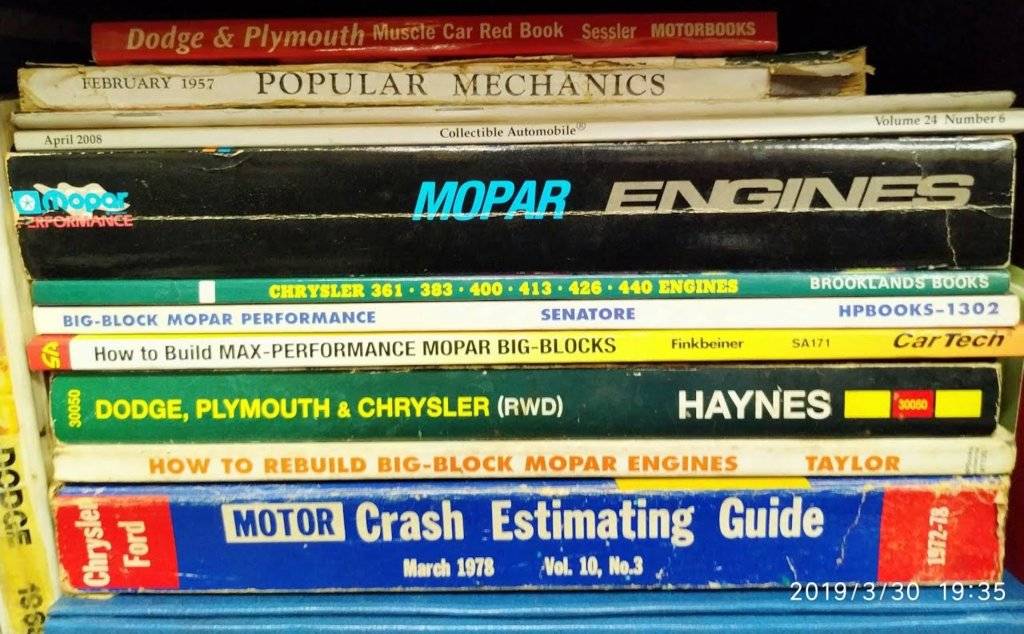 Dodge & Plymouth Muscle Car Red Book Sessler MOTORBOOKS
FEBRUARY 1957 POPULAR MECHANICS
April 2008 Collectible Automobile® Volume 24 Number 6
mopar PERFORMANCE MOPAR ENGINES
CHRYSLER 361 · 383 · 400 · 413 · 426 · 440 ENGINES BROOKLANDS BOOKS
BIG-BLOCK MOPAR PERFORMANCE SENATORE HPBOOKS-1302
SA How to Build MAX-PERFORMANCE MOPAR BIG-BLOCKS Finkbeiner SA171 CarTech
30050 DODGE, PLYMOUTH & CHRYSLER (RWD) HAYNES 30050
HOW TO REBUILD BIG-BLOCK MOPAR ENGINES TAYLOR
Chrysler
Ford
MOTOR Crash Estimating Guide
March 1978 Vol. 10, No.3
1972-78
DODGE
2019/3/30 19:35